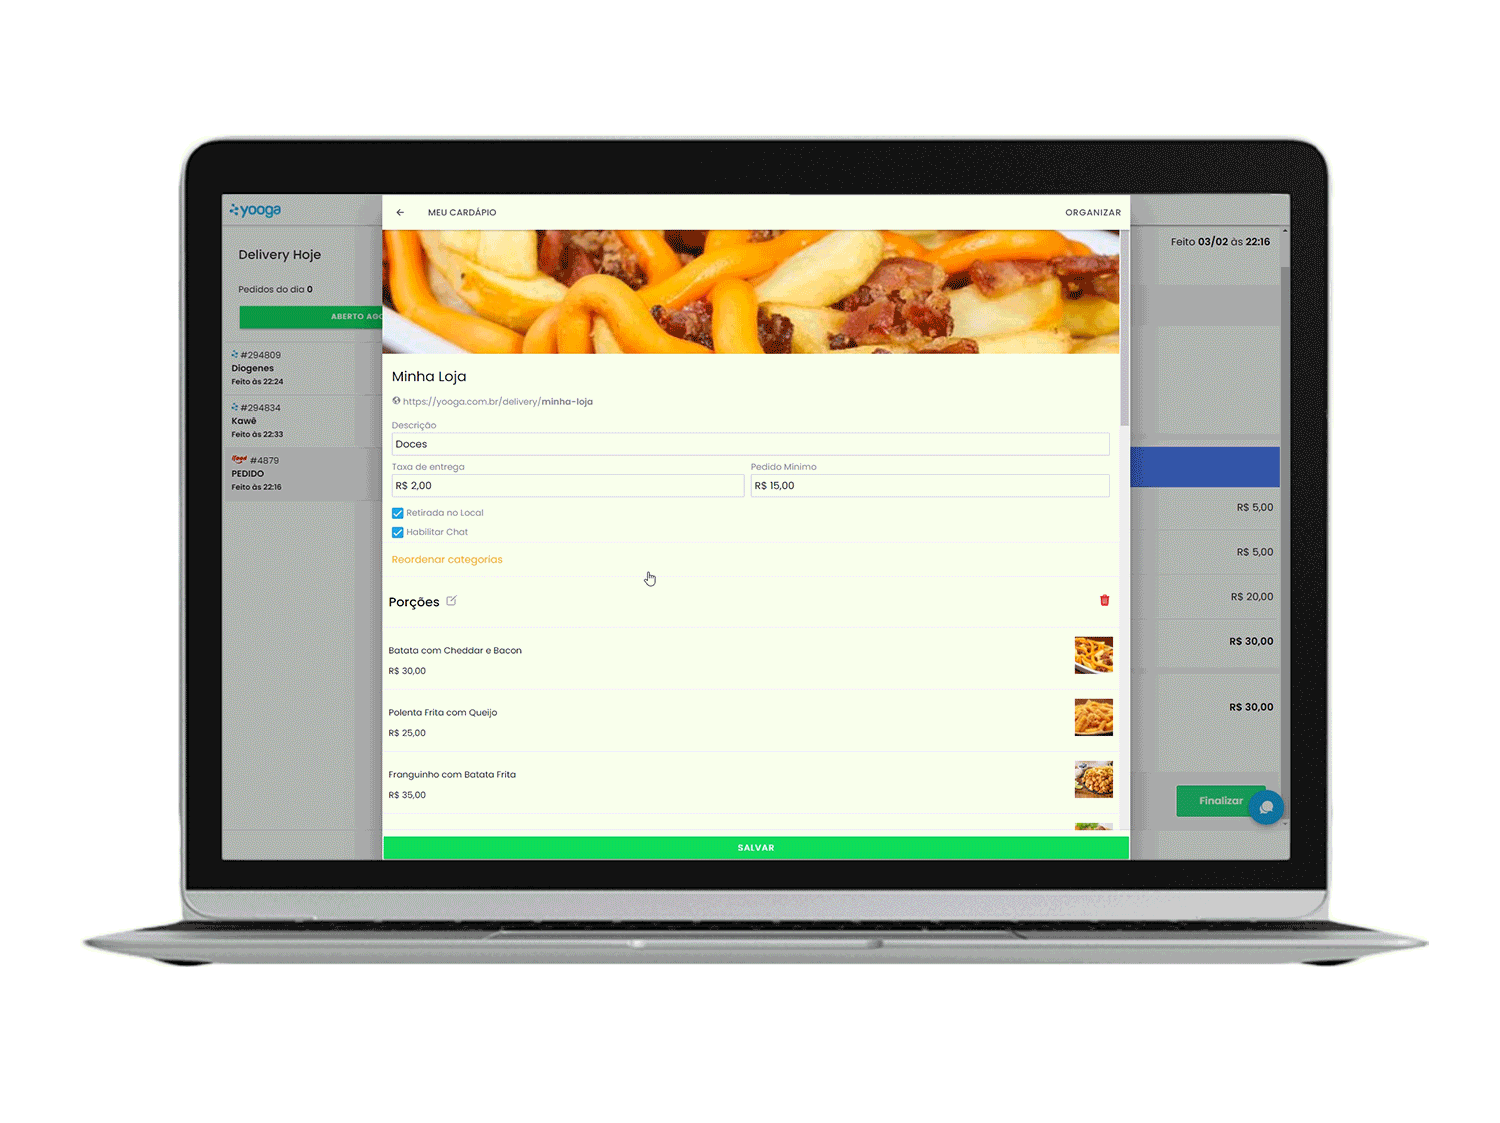 yooga
Delivery Hoje
Pedidos do dia 0
ABERTO AGO
#294809
Diogenes
Feito às 22:24
#294834
Kawê
Feito às 22:33
ifood #4879
PEDIDO
Feito às 22:16
MEU CARDÁPIO
ORGANIZAR
Minha Loja
https://yooga.com.br/delivery/minha-loja
Descrição
Doces
Taxa de entrega
Pedido Minimo
R$ 2,00
R$ 15,00
Retirada no Local
Habilitar Chat
Reordenar categorias
Porções
Batata com Cheddar e Bacon
R$ 30,00
Polenta Frita com Queijo
R$ 25,00
Franguinho com Batata Frita
R$ 35,00
SALVAR
Feito 03/02 às 22:16
R$ 5,00
R$ 5,00
R$ 20,00
R$ 30,00
R$ 30,00
Finalizar